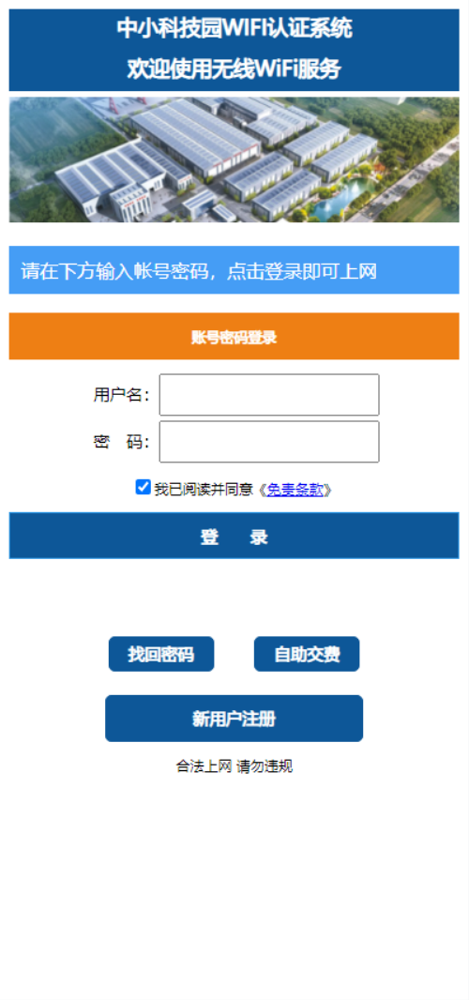 中小科技园WIFI认证系统
欢迎使用无线WiFi服务
请在下方输入帐号密码，点击登录即可上网
账号密码登录
用户名：
密　码：
我已阅读并同意《免责条款》
登　　录
找回密码
自助交费
新用户注册
合法上网 请勿违规